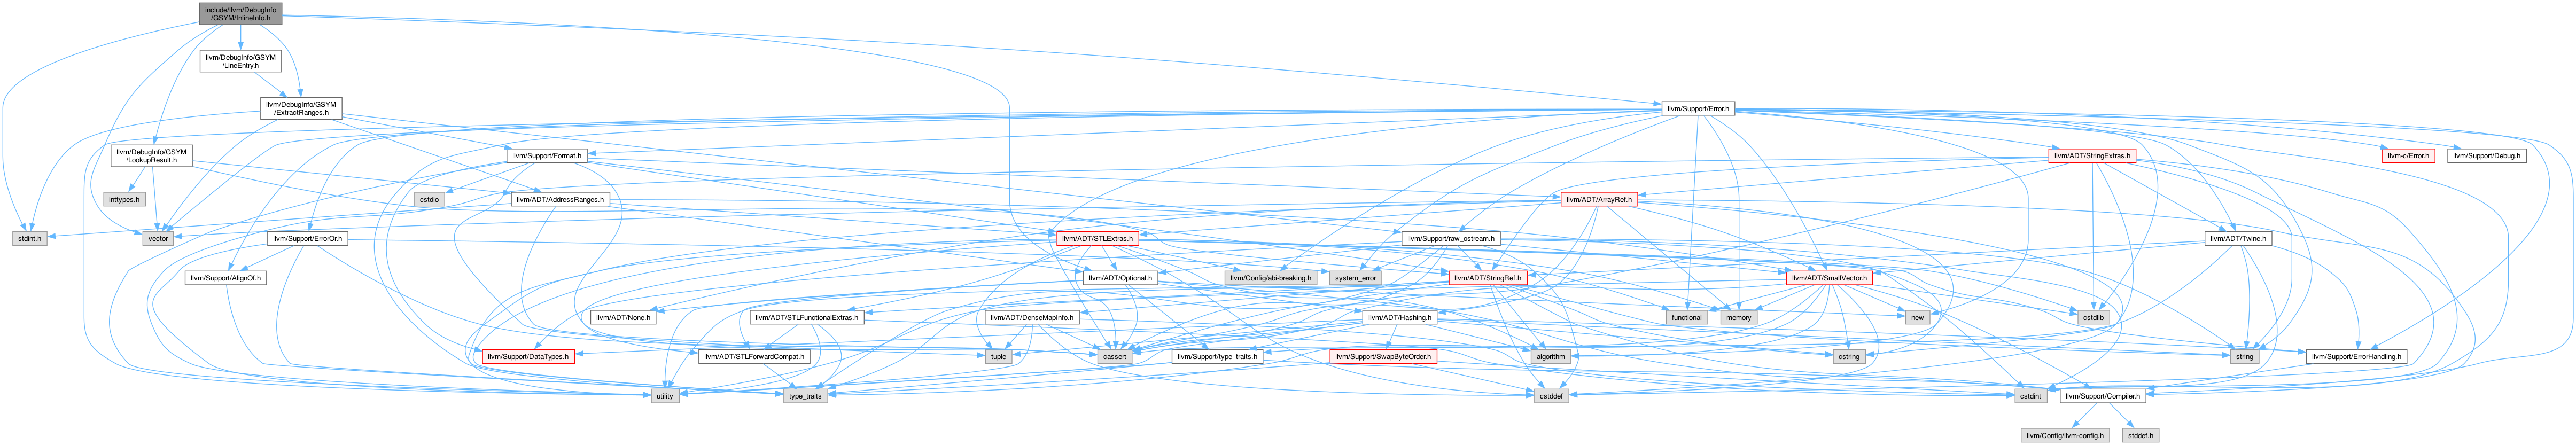 include/llvm/DebugInfo
/GSYM/InlineInfo.h
llvm/DebugInfo/GSYM
/LineEntry.h
llvm/DebugInfo/GSYM
/ExtractRanges.h
llvm/Support/Error.h
llvm/DebugInfo/GSYM
/LookupResult.h
llvm/Support/Format.h
llvm/ADT/StringExtras.h
llvm-c/Error.h
llvm/Support/Debug.h
inttypes.h
cstdio
llvm/ADT/AddressRanges.h
llvm/ADT/ArrayRef.h
stdint.h
vector
llvm/Support/ErrorOr.h
llvm/ADT/STLExtras.h
llvm/Support/raw_ostream.h
llvm/ADT/Twine.h
llvm/Support/AlignOf.h
llvm/ADT/Optional.h
llvm/Config/abi-breaking.h
system_error
llvm/ADT/StringRef.h
llvm/ADT/SmallVector.h
llvm/ADT/None.h
llvm/ADT/STLFunctionalExtras.h
llvm/ADT/DenseMapInfo.h
llvm/ADT/Hashing.h
functional
memory
new
cstdlib
llvm/Support/DataTypes.h
llvm/ADT/STLForwardCompat.h
tuple
cassert
llvm/Support/type_traits.h
llvm/Support/SwapByteOrder.h
algorithm
cstring
string
llvm/Support/ErrorHandling.h
utility
type_traits
cstddef
cstdint
llvm/Support/Compiler.h
llvm/Config/llvm-config.h
stddef.h